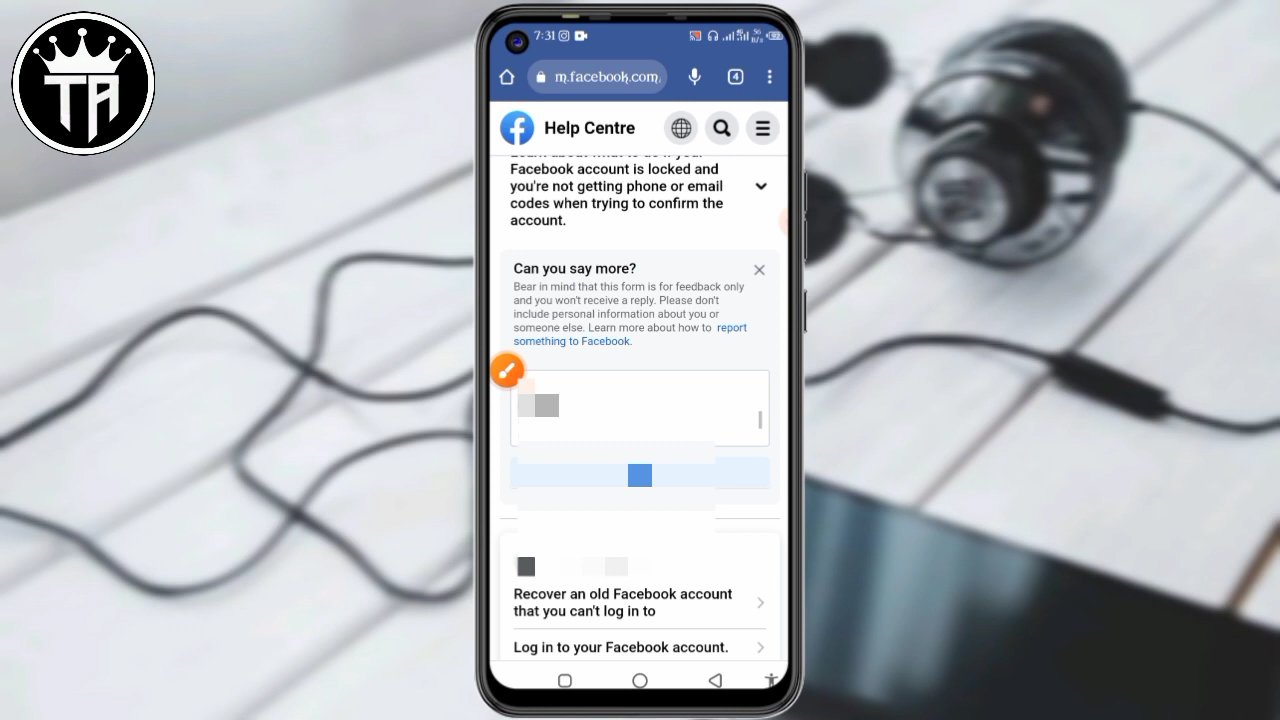 TA
7:31
m.facebook.com/
4
Help Centre
Facebook account is locked and
you're not getting phone or email
codes when trying to confirm the
account.
Can you say more?
Bear in mind that this form is for feedback only
and you won't receive a reply. Please don't
include personal information about you or
someone else. Learn more about how to report
something to Facebook.
Recover an old Facebook account
that you can't log in to
Log in to your Facebook account.